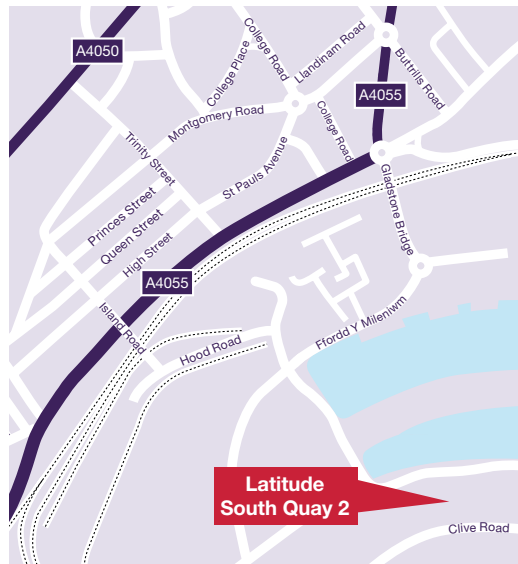 A4050
College Place
College Road
Llandinam Road
Buttrills Road
A4055
Montgomery Road
College Road
Trinity Street
St Pauls Avenue
Gladstone Bridge
Princes Street
Queen Street
High Street
A4055
Island Road
Hood Road
Ffordd Y Mileniwm
Latitude
South Quay 2
Clive Road